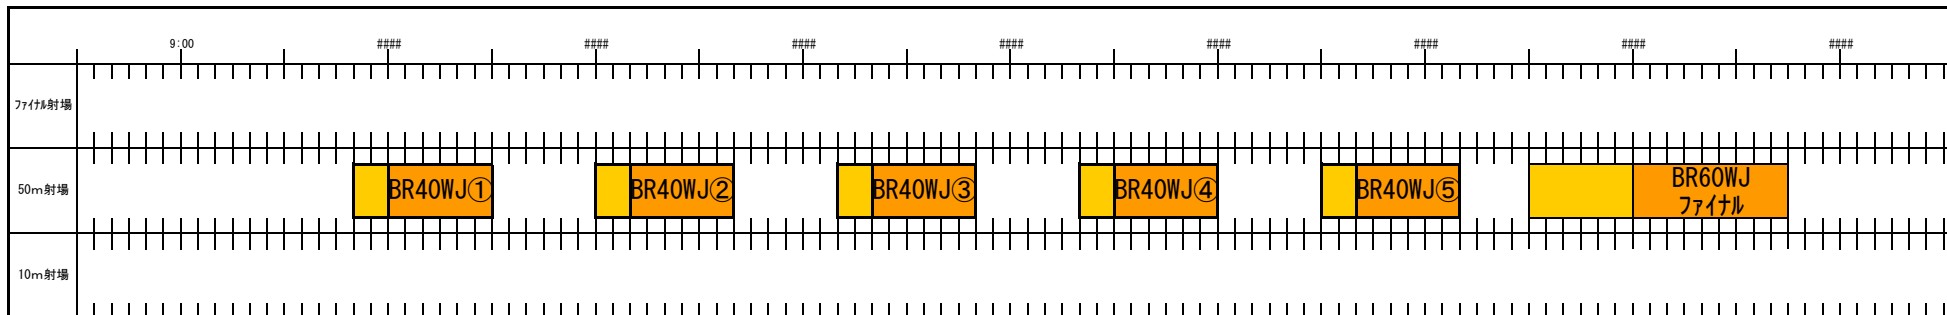 9:00 #### #### #### #### #### #### #### ####
ﾌｧｲﾅﾙ射場
50m射場
BR40WJ① BR40WJ② BR40WJ③ BR40WJ④ BR40WJ⑤ BR60WJ
ﾌｧｲﾅﾙ
10m射場